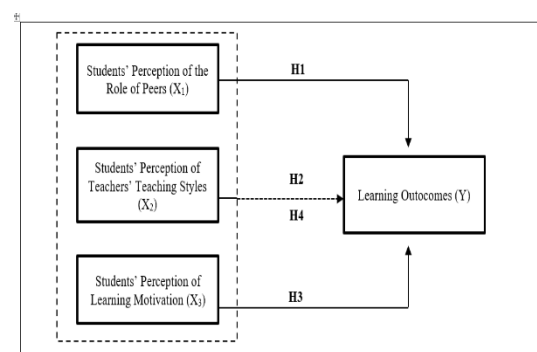 Students' Perception of the
Role of Peers (X₁)
H1
Students' Perception of
Teachers' Teaching Styles
(X₂)
H2
H4
Learning Outocomes (Y)
Students' Perception of
Learning Motivation (X₃)
H3